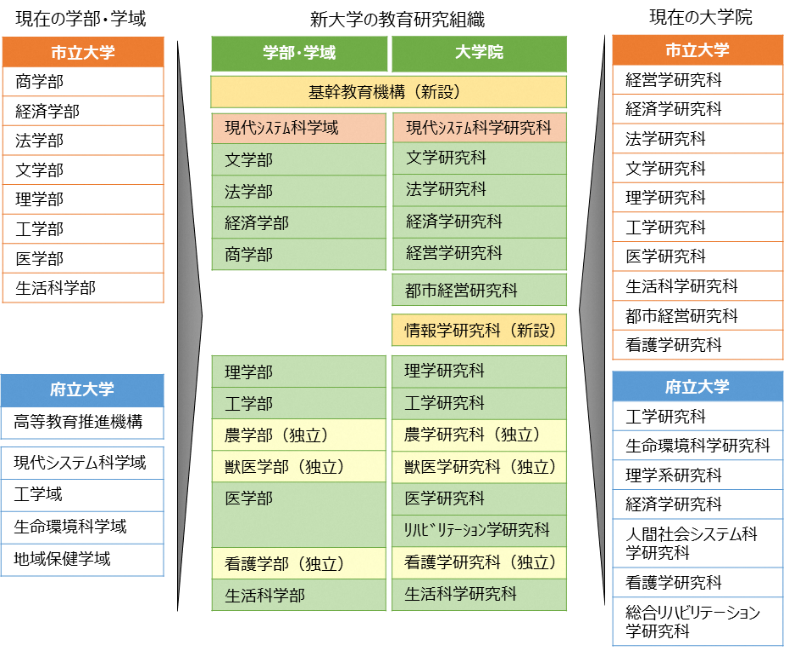 現在の学部･学域
市立大学
商学部
経済学部
法学部
文学部
理学部
工学部
医学部
生活科学部
府立大学
高等教育推進機構
現代システム科学域
工学域
生命環境科学域
地域保健学域
新大学の教育研究組織
学部･学域
大学院
基幹教育機構（新設）
現代ｼｽﾃﾑ科学域
現代ｼｽﾃﾑ科学研究科
文学部
文学研究科
法学部
法学研究科
経済学部
経済学研究科
商学部
経営学研究科
都市経営研究科
情報学研究科（新設）
理学部
理学研究科
工学部
工学研究科
農学部（独立）
農学研究科（独立）
獣医学部（独立）
獣医学研究科（独立）
医学部
医学研究科
ﾘﾊﾋﾞﾘﾃｰｼｮﾝ学研究科
看護学部（独立）
看護学研究科（独立）
生活科学部
生活科学研究科
現在の大学院
市立大学
経営学研究科
経済学研究科
法学研究科
文学研究科
理学研究科
工学研究科
医学研究科
生活科学研究科
都市経営研究科
看護学研究科
府立大学
工学研究科
生命環境科学研究科
理学系研究科
経済学研究科
人間社会システム科
学研究科
看護学研究科
総合リハビリテーション
学研究科